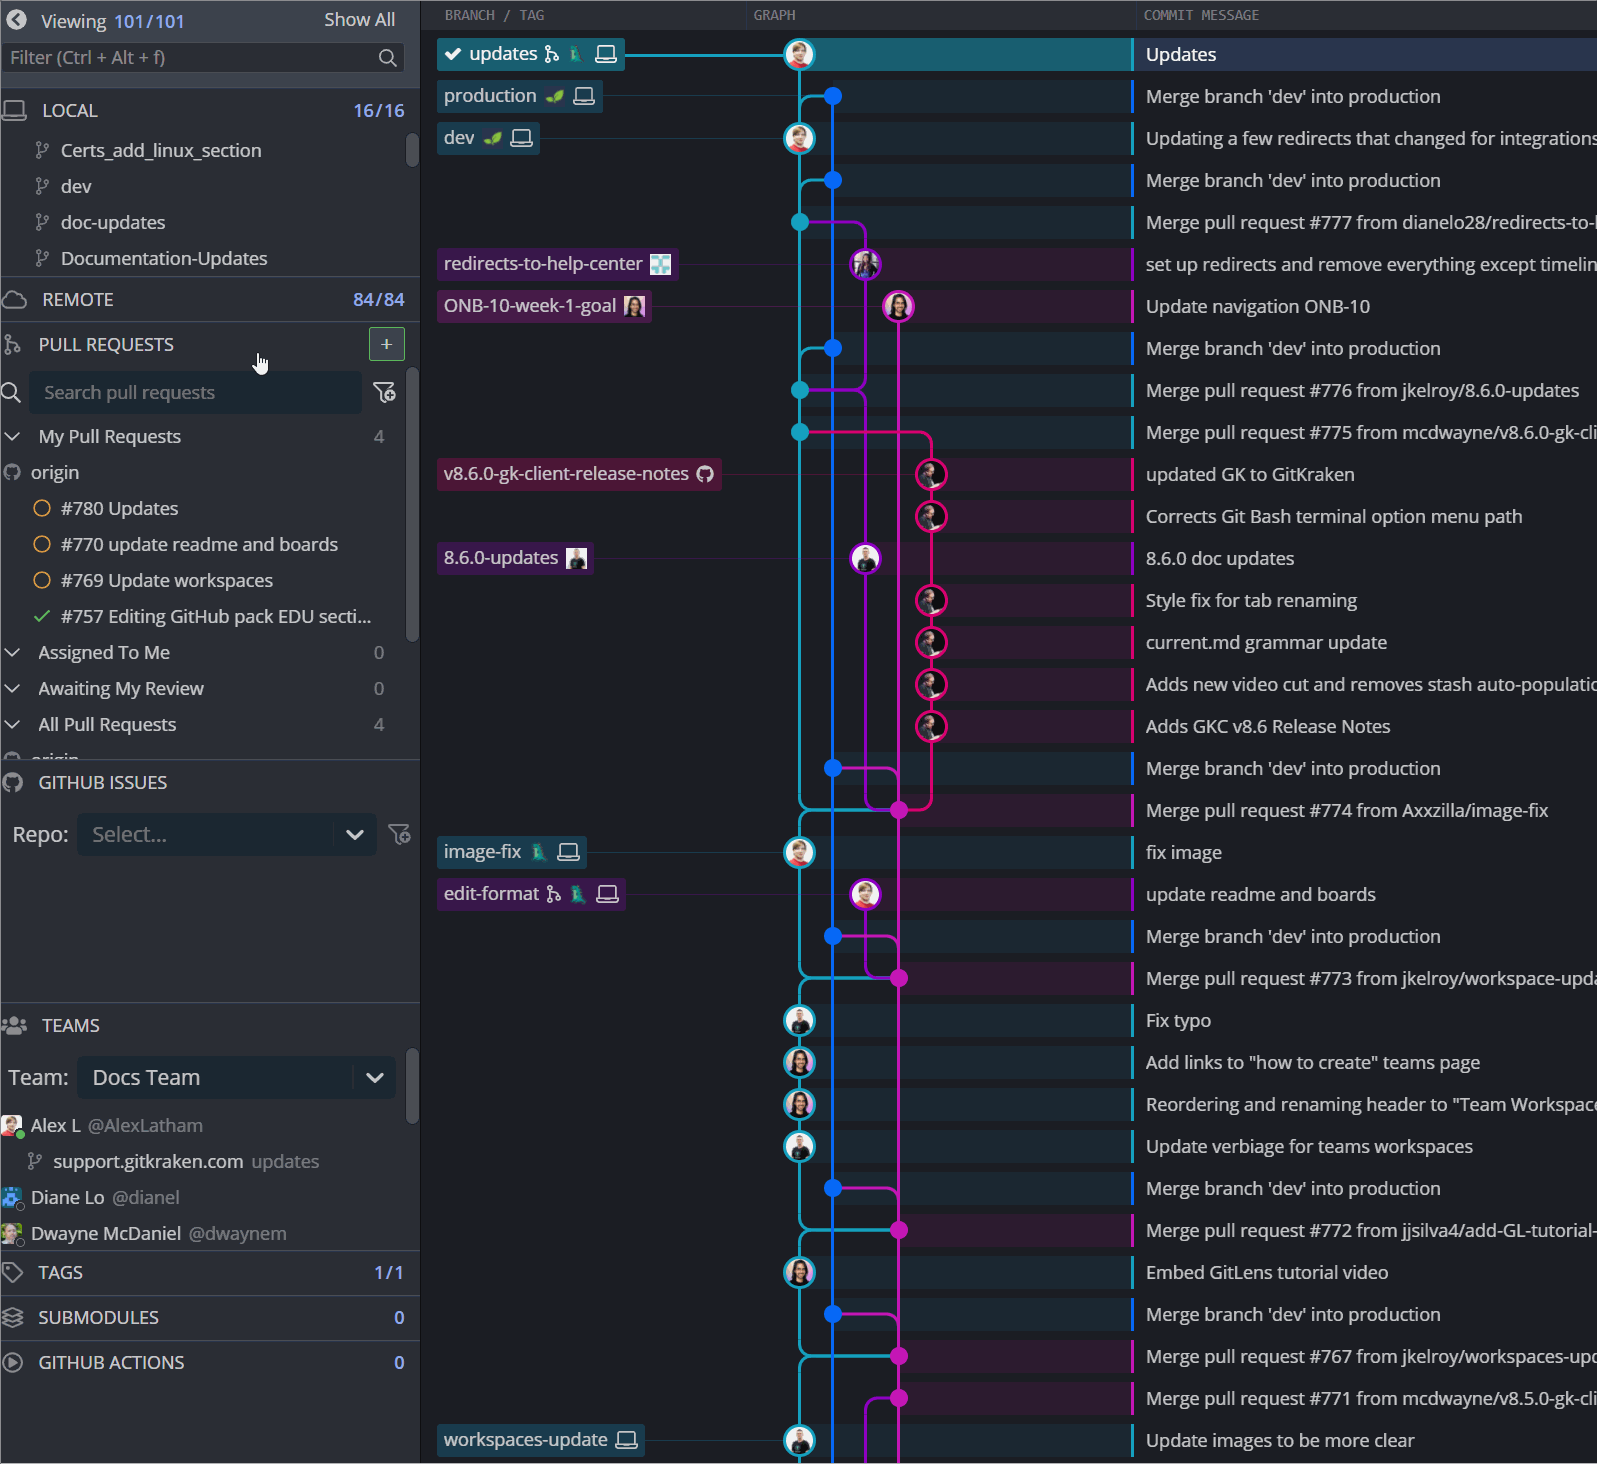 Viewing 101/101 Show All
Filter (Ctrl + Alt + f)
LOCAL 16/16
Certs_add_linux_section
dev
doc-updates
Documentation-Updates
REMOTE 84/84
PULL REQUESTS +
Search pull requests
My Pull Requests 4
origin
#780 Updates
#770 update readme and boards
#769 Update workspaces
#757 Editing GitHub pack EDU secti...
Assigned To Me 0
Awaiting My Review 0
All Pull Requests 4
origin
GITHUB ISSUES
Repo: Select...
TEAMS
Team: Docs Team
Alex L @AlexLatham
support.gitkraken.com updates
Diane Lo @dianel
Dwayne McDaniel @dwaynem
TAGS 1/1
SUBMODULES 0
GITHUB ACTIONS 0
BRANCH / TAG GRAPH COMMIT MESSAGE
updates Updates
production Merge branch 'dev' into production
dev Updating a few redirects that changed for integrations
Merge branch 'dev' into production
Merge pull request #777 from dianelo28/redirects-to-
redirects-to-help-center set up redirects and remove everything except timelin
ONB-10-week-1-goal Update navigation ONB-10
Merge branch 'dev' into production
Merge pull request #776 from jkelroy/8.6.0-updates
Merge pull request #775 from mcdwayne/v8.6.0-gk-cli
v8.6.0-gk-client-release-notes updated GK to GitKraken
Corrects Git Bash terminal option menu path
8.6.0-updates 8.6.0 doc updates
Style fix for tab renaming
current.md grammar update
Adds new video cut and removes stash auto-populatio
Adds GKC v8.6 Release Notes
Merge branch 'dev' into production
Merge pull request #774 from Axxzilla/image-fix
image-fix fix image
edit-format update readme and boards
Merge branch 'dev' into production
Merge pull request #773 from jkelroy/workspace-upda
Fix typo
Add links to "how to create" teams page
Reordering and renaming header to "Team Workspace
Update verbiage for teams workspaces
Merge branch 'dev' into production
Merge pull request #772 from jjsilva4/add-GL-tutorial-
Embed GitLens tutorial video
Merge branch 'dev' into production
Merge pull request #767 from jkelroy/workspaces-upd
Merge pull request #771 from mcdwayne/v8.5.0-gk-cli
workspaces-update Update images to be more clear